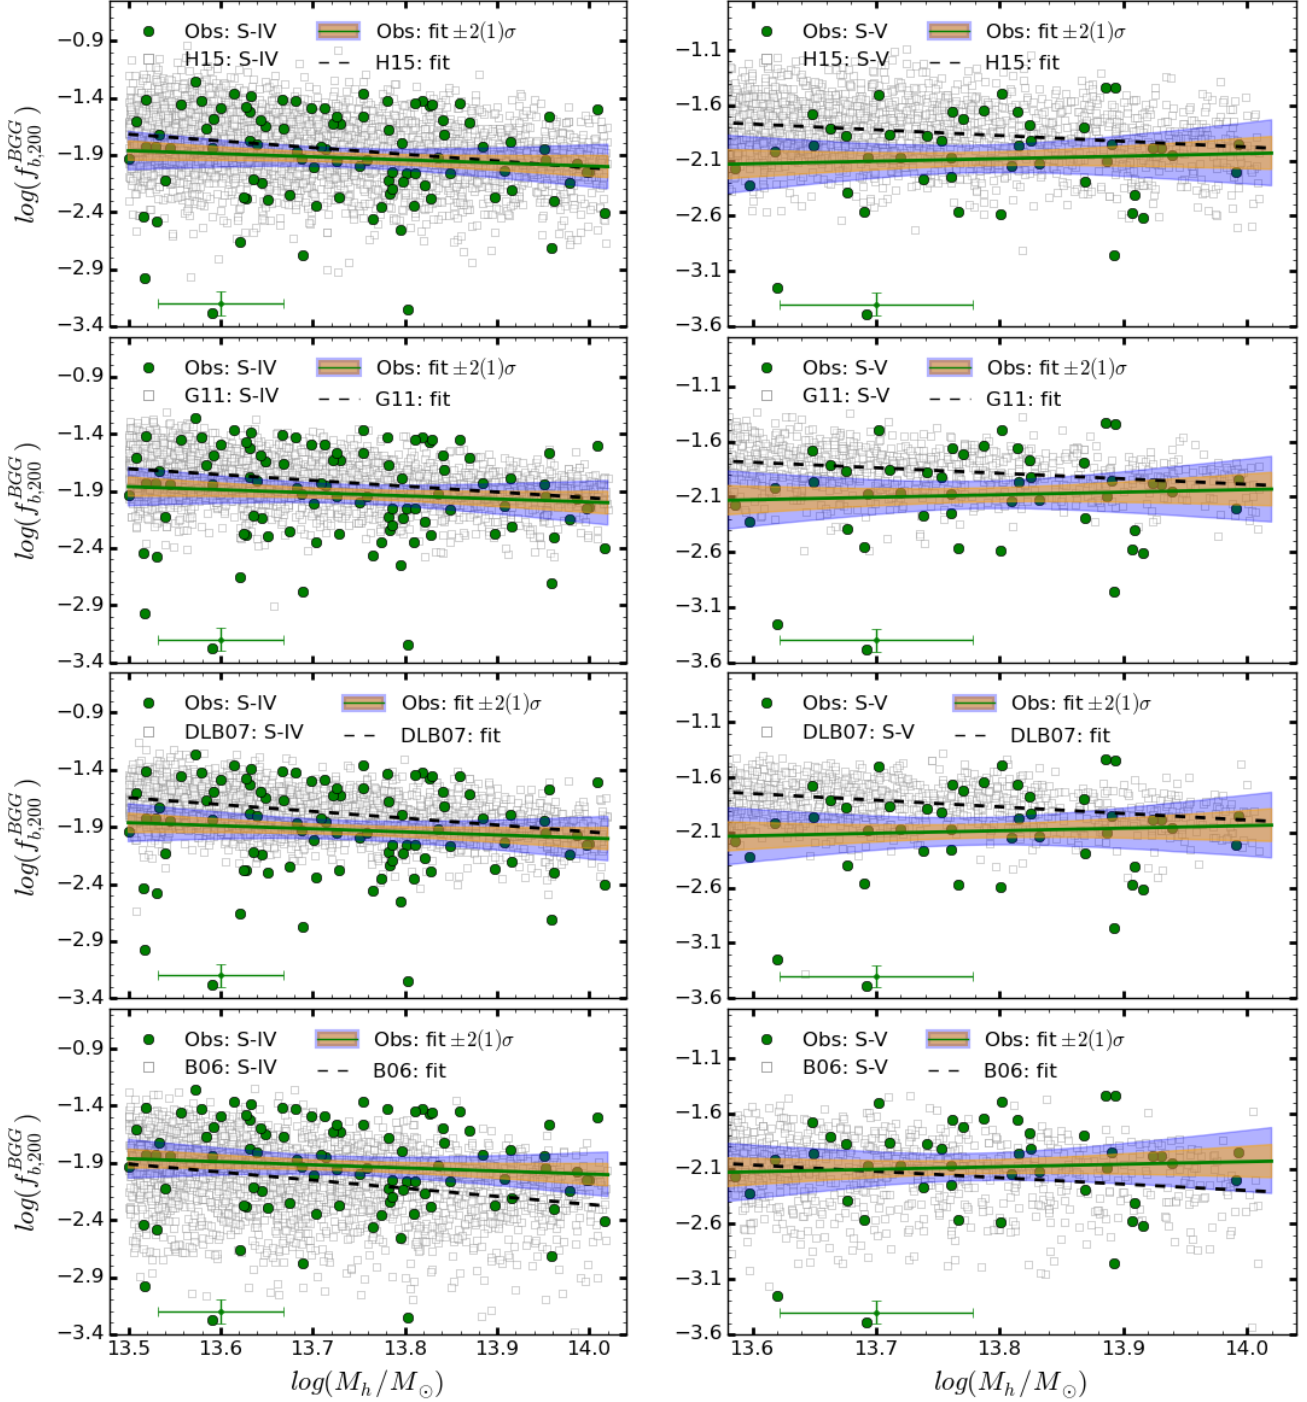 Obs: S-IV Obs: fit ±2(1)σ
H15: S-IV H15: fit
−0.9
−1.4
−1.9
−2.4
−2.9
−3.4
log(f_{b,200}^{BGG})
Obs: S-V Obs: fit ±2(1)σ
H15: S-V H15: fit
−1.1
−1.6
−2.1
−2.6
−3.1
−3.6
Obs: S-IV Obs: fit ±2(1)σ
G11: S-IV G11: fit
−0.9
−1.4
−1.9
−2.4
−2.9
−3.4
log(f_{b,200}^{BGG})
Obs: S-V Obs: fit ±2(1)σ
G11: S-V G11: fit
−1.1
−1.6
−2.1
−2.6
−3.1
−3.6
Obs: S-IV Obs: fit ±2(1)σ
DLB07: S-IV DLB07: fit
−0.9
−1.4
−1.9
−2.4
−2.9
−3.4
log(f_{b,200}^{BGG})
Obs: S-V Obs: fit ±2(1)σ
DLB07: S-V DLB07: fit
−1.1
−1.6
−2.1
−2.6
−3.1
−3.6
Obs: S-IV Obs: fit ±2(1)σ
B06: S-IV B06: fit
−0.9
−1.4
−1.9
−2.4
−2.9
−3.4
log(f_{b,200}^{BGG})
13.5 13.6 13.7 13.8 13.9 14.0
log(M_h/M_⊙)
Obs: S-V Obs: fit ±2(1)σ
B06: S-V B06: fit
−1.1
−1.6
−2.1
−2.6
−3.1
−3.6
13.6 13.7 13.8 13.9 14.0
log(M_h/M_⊙)